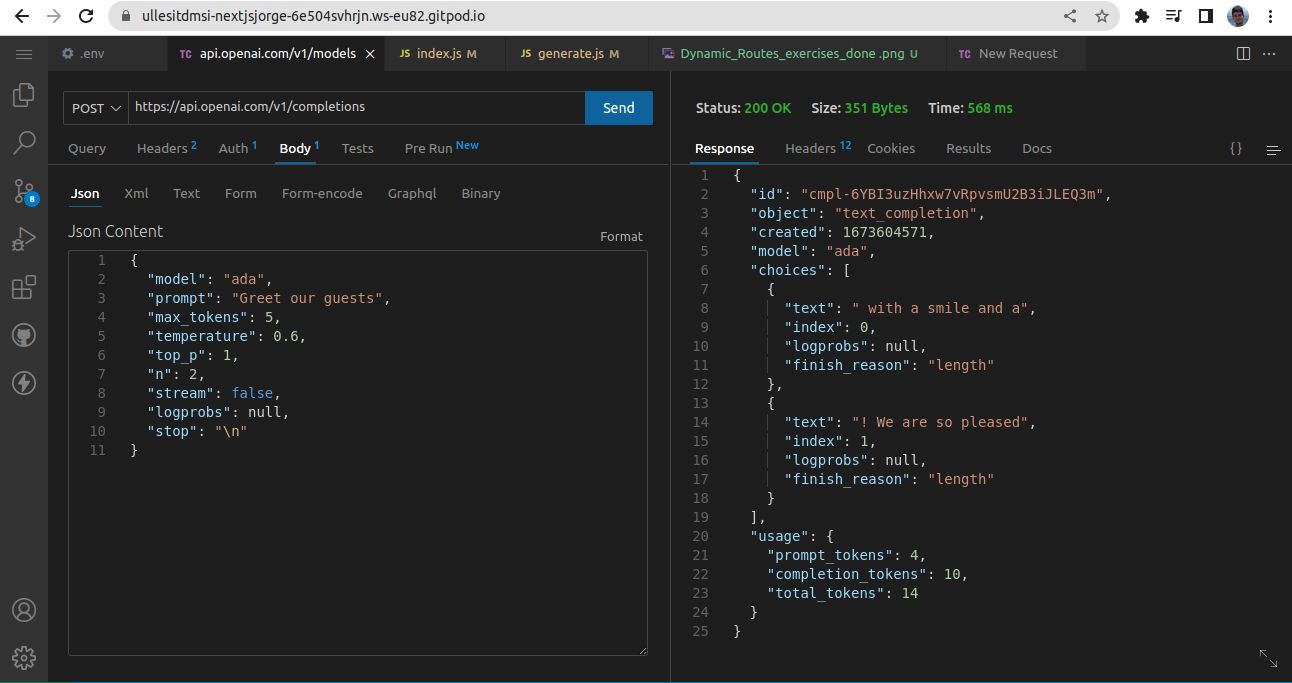 ullesitdmsi-nextjsjorge-6e504svhrjn.ws-eu82.gitpod.io
.env
TC api.openai.com/v1/models
JS index.js M
JS generate.js M
Dynamic_Routes_exercises_done .png U
TC New Request
POST https://api.openai.com/v1/completions Send
Query Headers 2 Auth 1 Body 1 Tests Pre Run New
Json Xml Text Form Form-encode Graphql Binary
Json Content
Format
8
1 {
2 "model": "ada",
3 "prompt": "Greet our guests",
4 "max_tokens": 5,
5 "temperature": 0.6,
6 "top_p": 1,
7 "n": 2,
8 "stream": false,
9 "logprobs": null,
10 "stop": "\n"
11 }
Status: 200 OK Size: 351 Bytes Time: 568 ms
Response Headers 12 Cookies Results Docs {}
1 {
2 "id": "cmpl-6YBI3uzHhxw7vRpvsmU2B3iJLEQ3m",
3 "object": "text_completion",
4 "created": 1673604571,
5 "model": "ada",
6 "choices": [
7 {
8 "text": " with a smile and a",
9 "index": 0,
10 "logprobs": null,
11 "finish_reason": "length"
12 },
13 {
14 "text": "! We are so pleased",
15 "index": 1,
16 "logprobs": null,
17 "finish_reason": "length"
18 }
19 ],
20 "usage": {
21 "prompt_tokens": 4,
22 "completion_tokens": 10,
23 "total_tokens": 14
24 }
25 }